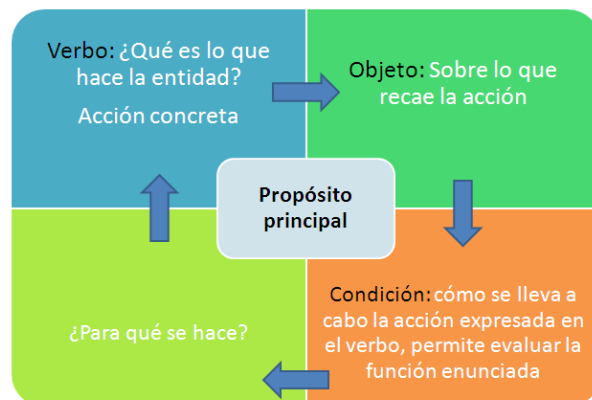 Verbo: ¿Qué es lo que
hace la entidad?
Acción concreta
Objeto: Sobre lo que
recae la acción
Propósito
principal
¿Para qué se hace?
Condición: cómo se lleva a
cabo la acción expresada en
el verbo, permite evaluar la
función enunciada